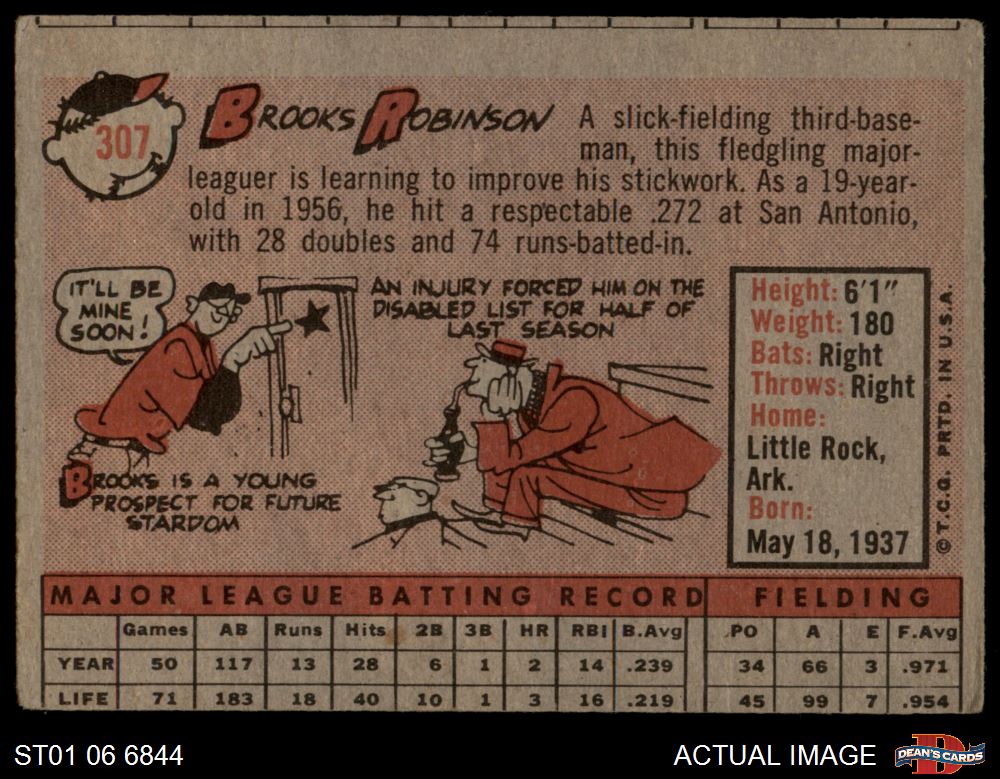 307
BROOKS ROBINSON
A slick-fielding third-base-
man, this fledgling major-
leaguer is learning to improve his stickwork. As a 19-year-
old in 1956, he hit a respectable .272 at San Antonio,
with 28 doubles and 74 runs-batted-in.
IT'LL BE
MINE
SOON!
BROOKS IS A YOUNG
PROSPECT FOR FUTURE
STARDOM
AN INJURY FORCED HIM ON THE
DISABLED LIST FOR HALF OF
LAST SEASON
Height: 6'1"
Weight: 180
Bats: Right
Throws: Right
Home:
Little Rock,
Ark.
Born:
May 18, 1937
© T.C.G. PRTD. IN U.S.A.
MAJOR LEAGUE BATTING RECORD FIELDING
Games AB Runs Hits 2B 3B HR RBI B.Avg PO A E F.Avg
YEAR 50 117 13 28 6 1 2 14 .239 34 66 3 .971
LIFE 71 183 18 40 10 1 3 16 .219 45 99 7 .954
ST01 06 6844
ACTUAL IMAGE
D
DEAN'S CARDS